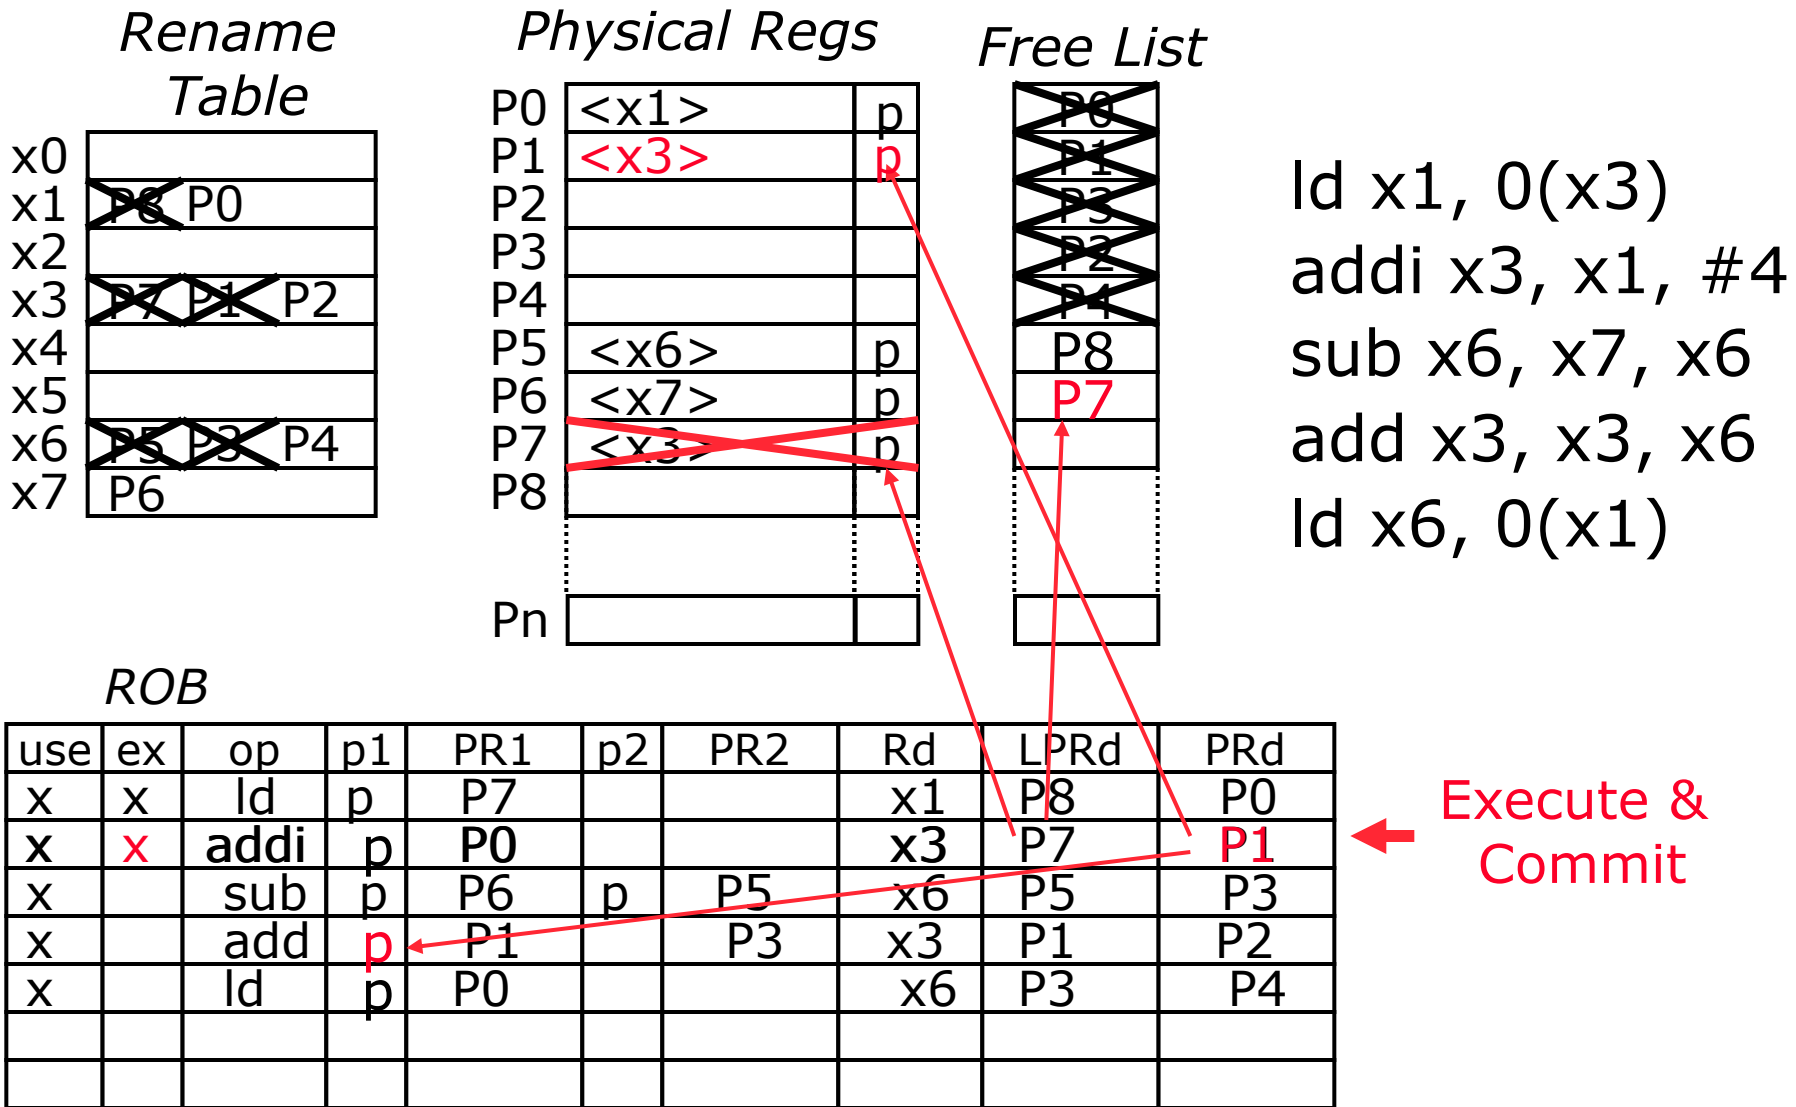 Rename Table
Physical Regs
Free List
x0
x1 P8 P0
x2
x3 P7 P1 P2
x4
x5
x6 P5 P3 P4
x7 P6
P0 <x1> p
P1 <x3> p
P2
P3
P4
P5 <x6> p
P6 <x7> p
P7 <x3> p
P8
Pn
P0
P1
P3
P2
P4
P8
P7
ld x1, 0(x3)
addi x3, x1, #4
sub x6, x7, x6
add x3, x3, x6
ld x6, 0(x1)
ROB
use ex op p1 PR1 p2 PR2 Rd LPRd PRd
x x ld p P7 x1 P8 P0
x x addi p P0 x3 P7 P1
x sub p P6 p P5 x6 P5 P3
x add p P1 P3 x3 P1 P2
x ld p P0 x6 P3 P4
Execute &
Commit